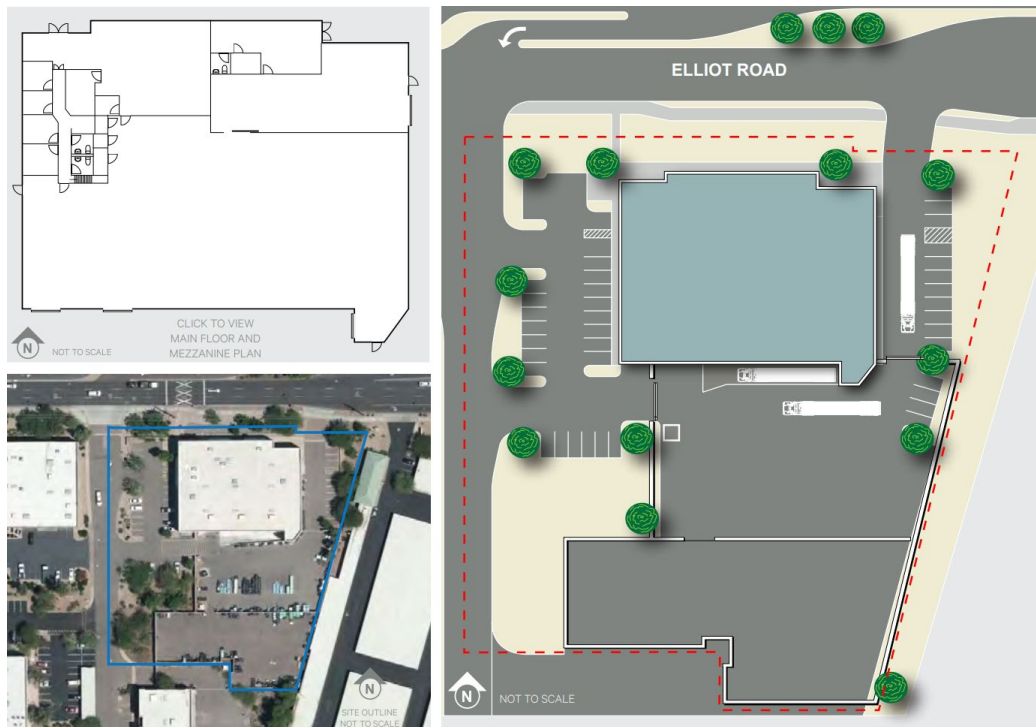 CLICK TO VIEW
MAIN FLOOR AND
MEZZANINE PLAN
N
NOT TO SCALE
N
SITE OUTLINE
NOT TO SCALE
ELLIOT ROAD
N
NOT TO SCALE